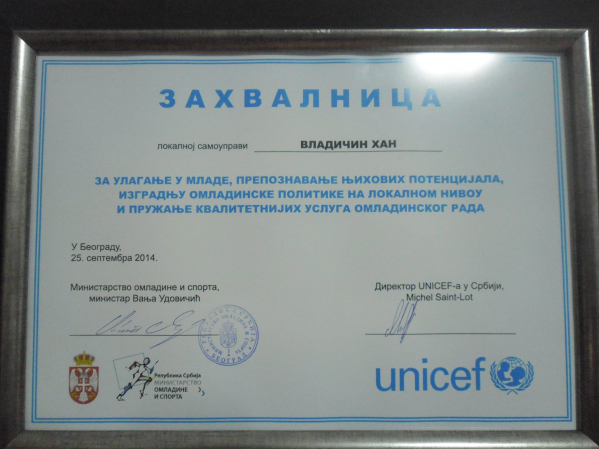 ЗАХВАЛНИЦА
локалној самоуправи ВЛАДИЧИН ХАН
ЗА УЛАГАЊЕ У МЛАДЕ, ПРЕПОЗНАВАЊЕ ЊИХОВИХ ПОТЕНЦИЈАЛА,
ИЗГРАДЊУ ОМЛАДИНСКЕ ПОЛИТИКЕ НА ЛОКАЛНОМ НИВОУ
И ПРУЖАЊЕ КВАЛИТЕТНИЈИХ УСЛУГА ОМЛАДИНСКОГ РАДА
У Београду,
25. септембра 2014.
Министарство омладине и спорта,
министар Вања Удовичић
Директор UNICEF-а у Србији,
Michel Saint-Lot
Република Србија
МИНИСТАРСТВО
ОМЛАДИНЕ
И СПОРТА
unicef